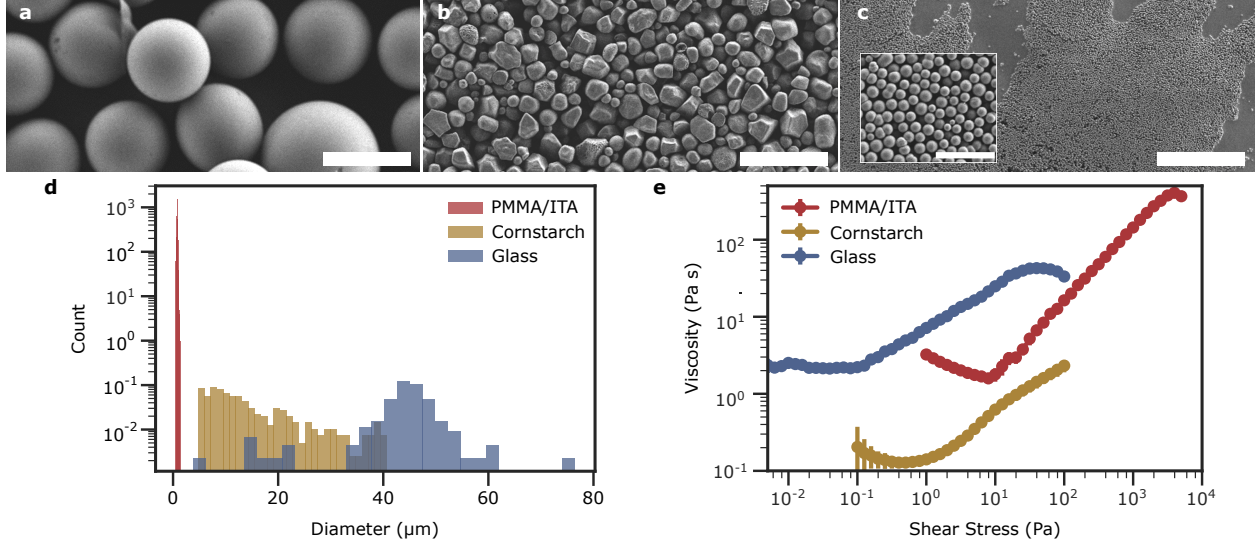 a
b
c
d
e
10³
10²
10¹
10⁰
10⁻¹
10⁻²
Count
PMMA/ITA
Cornstarch
Glass
0
20
40
60
80
Diameter (µm)
10²
10¹
10⁰
10⁻¹
Viscosity (Pa s)
PMMA/ITA
Cornstarch
Glass
10⁻²
10⁻¹
10⁰
10¹
10²
10³
10⁴
Shear Stress (Pa)